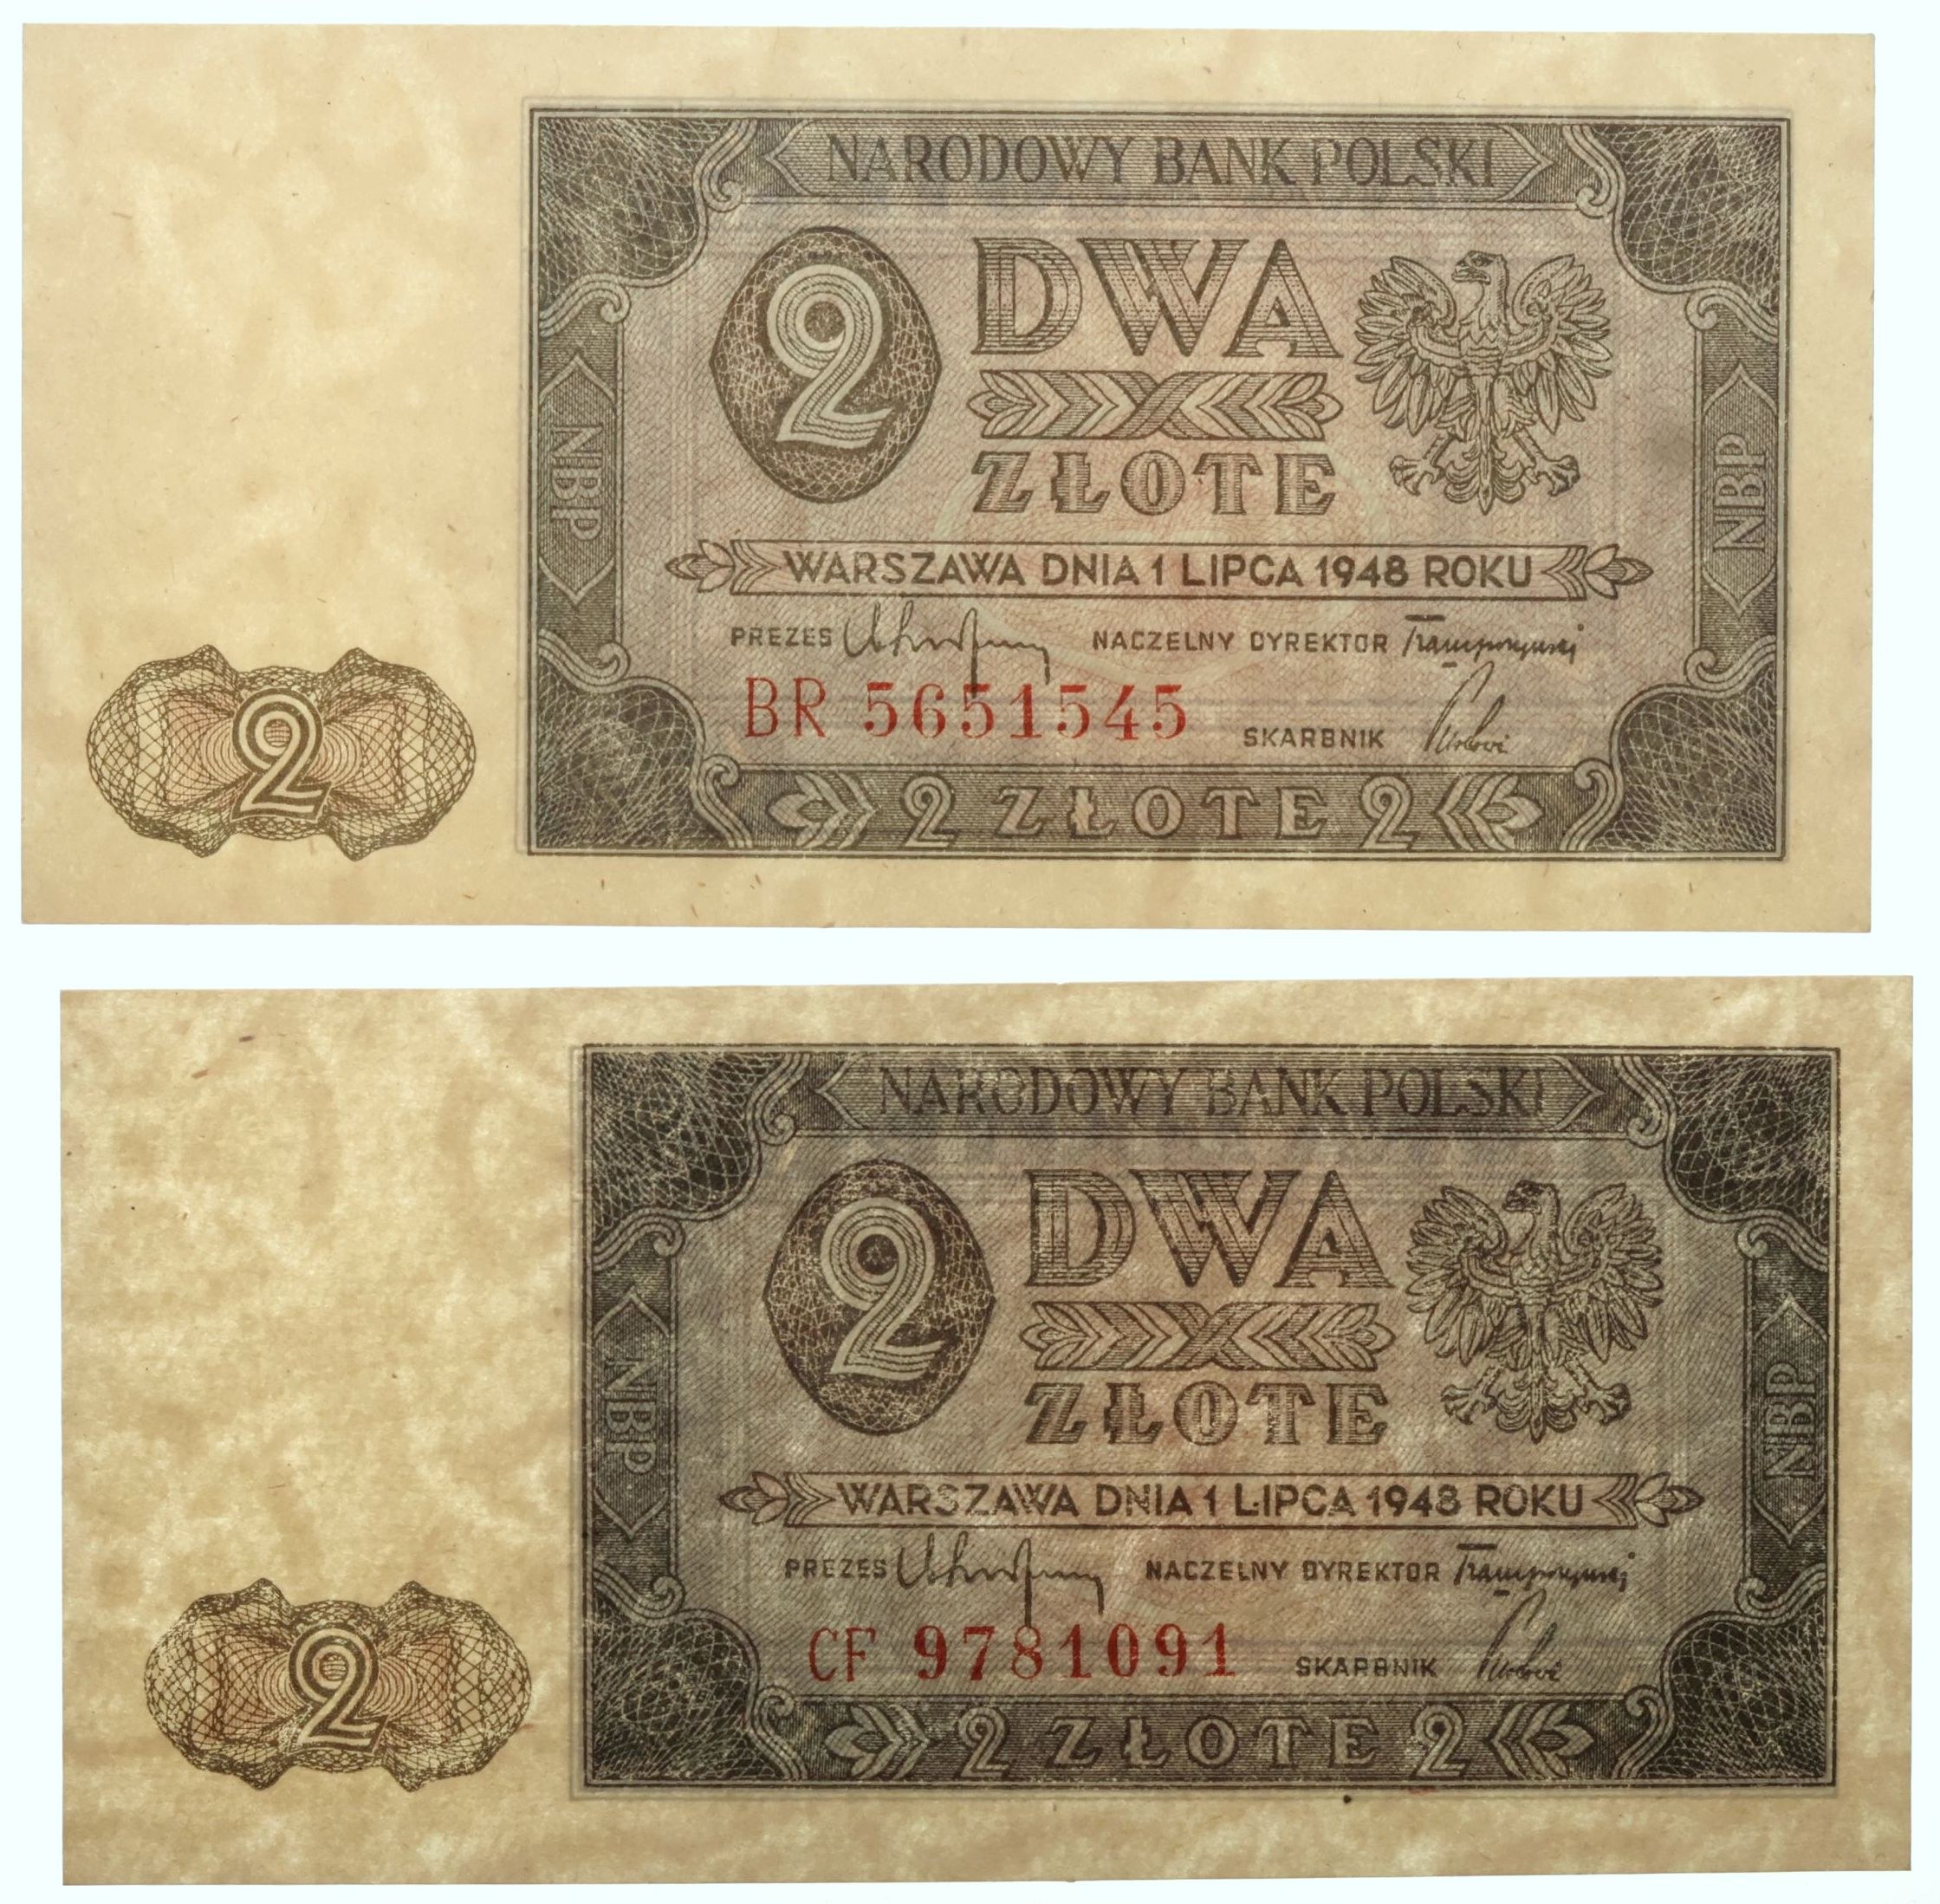 NARODOWY BANK POLSKI
2 DWA
ZŁOTE
NBP
NBP
WARSZAWA DNIA 1 LIPCA 1948 ROKU
PREZES NACZELNY DYREKTOR
BR 5651545 SKARBNIK
2
2 ZŁOTE 2
NARODOWY BANK POLSKI
2 DWA
ZŁOTE
NBP
NBP
WARSZAWA DNIA 1 LIPCA 1948 ROKU
PREZES NACZELNY DYREKTOR
CF 9781091 SKARBNIK
2
2 ZŁOTE 2